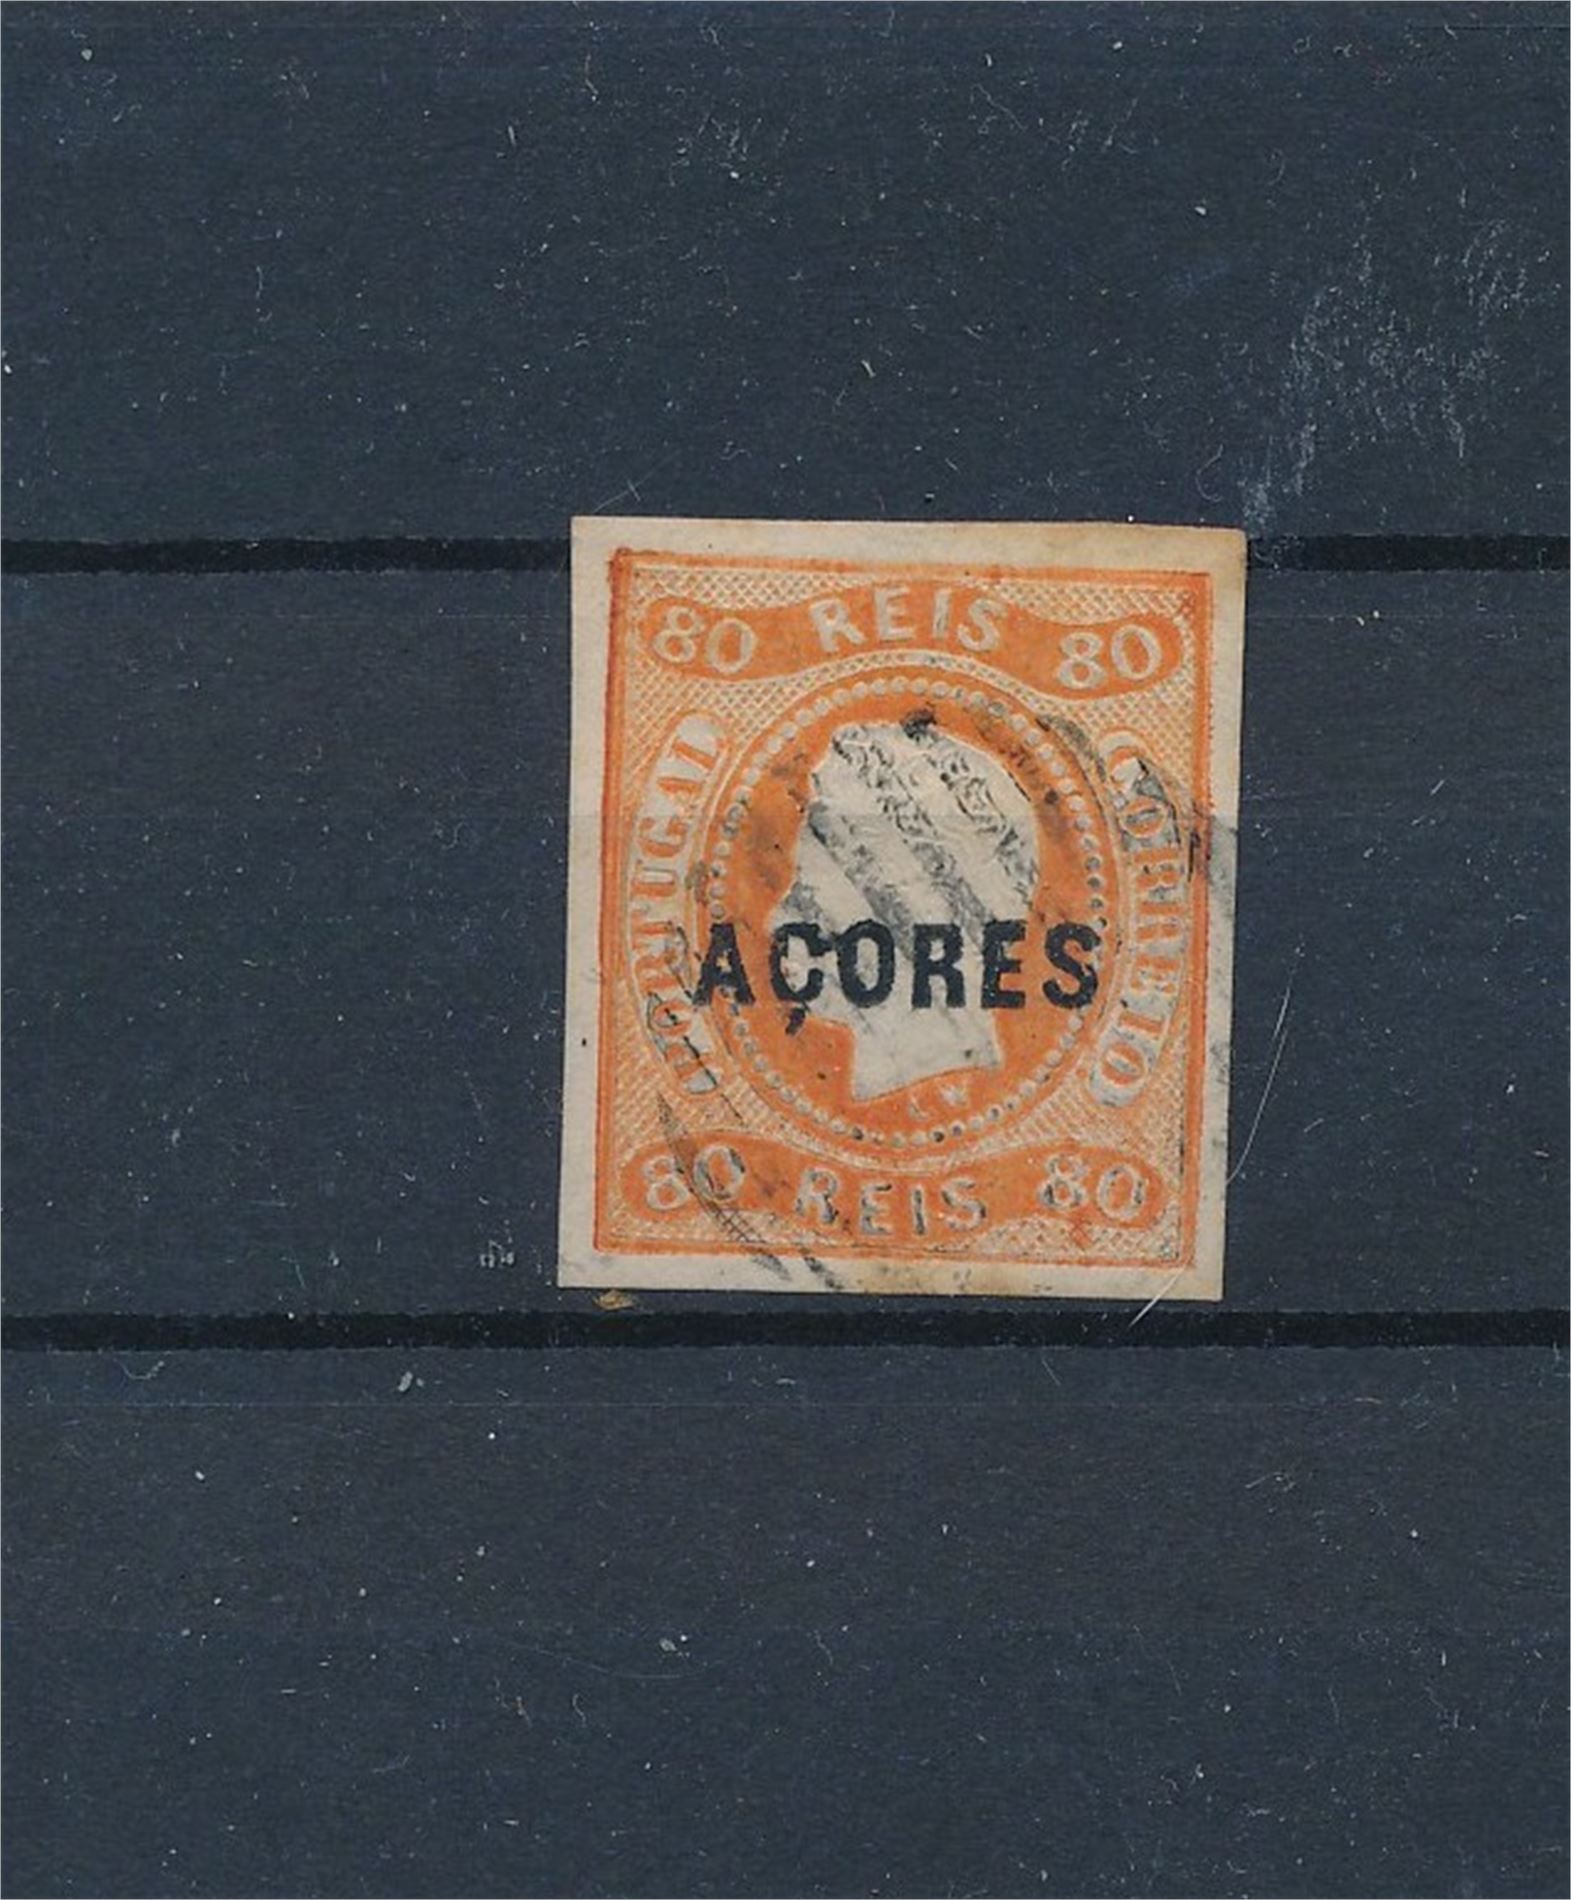 80 REIS 80
PORTUGAL
CORREIO
AÇORES
C.W.
80 REIS 80